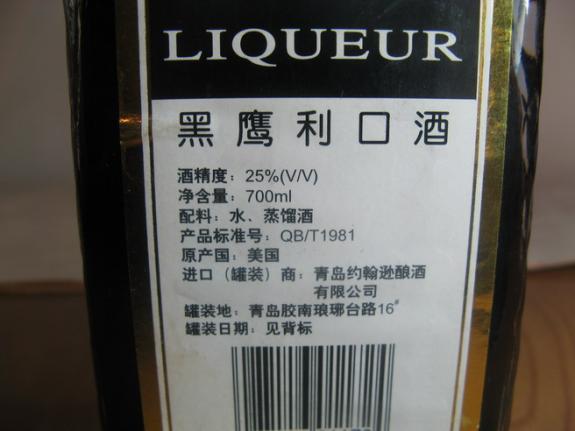 LIQUEUR
黑鹰利口酒
酒精度：25%(V/V)
净含量：700ml
配料：水、蒸馏酒
产品标准号：QB/T1981
原产国：美国
进口（罐装）商：青岛约翰逊酿酒
有限公司
罐装地：青岛胶南琅琊台路16#
罐装日期：见背标